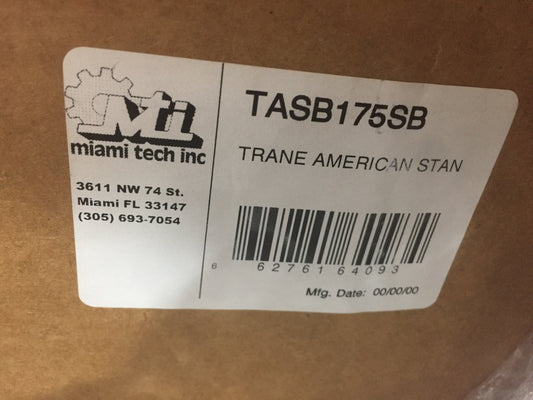 Mti
miami tech inc
3611 NW 74 St.
Miami FL 33147
(305) 693-7054
TASB175SB
TRANE AMERICAN STAN
6 62761 64093
Mfg. Date: 00/00/00